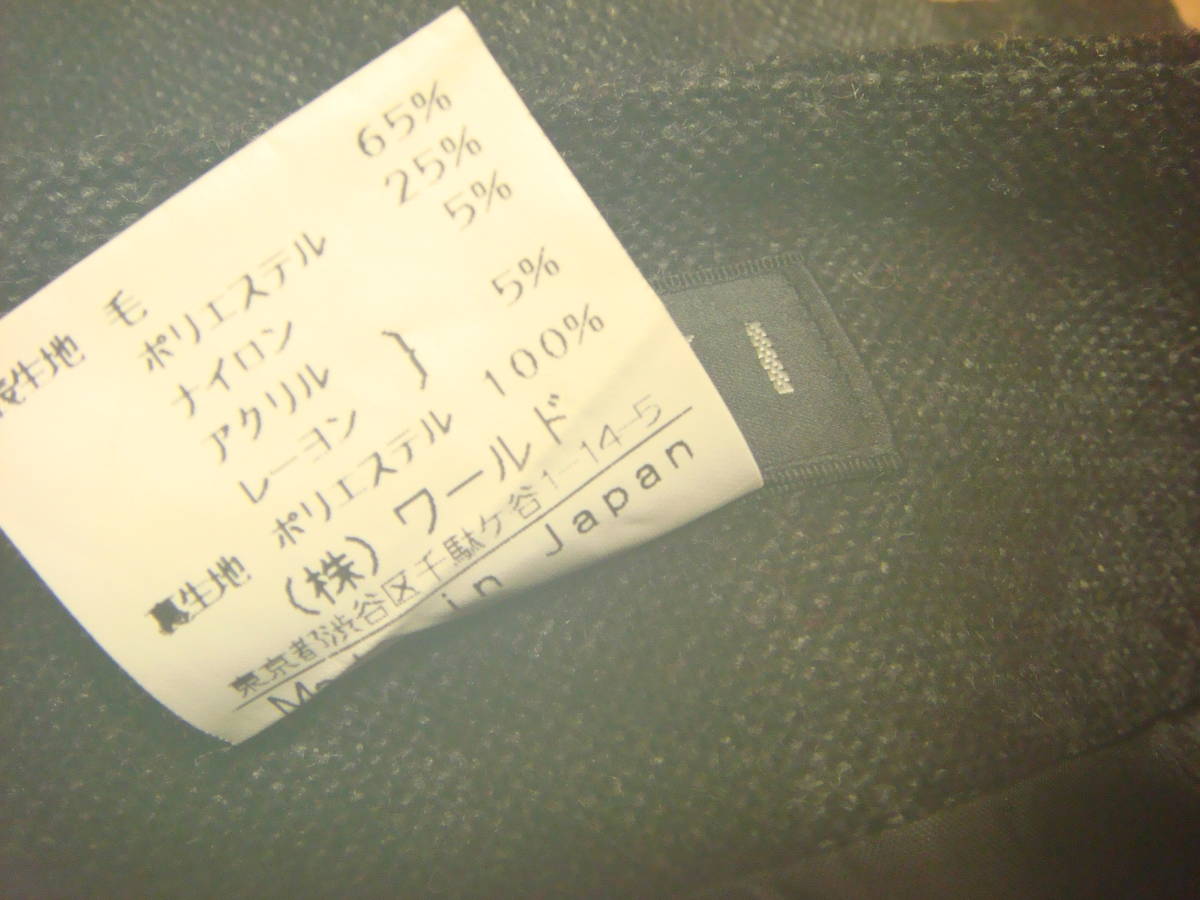 表生地 毛 65%
ポリエステル 25%
ナイロン 5%
アクリル }
レーヨン } 5%
裏生地 ポリエステル 100%
(株) ワールド
東京都渋谷区千駄ケ谷1-14-5
Made in Japan